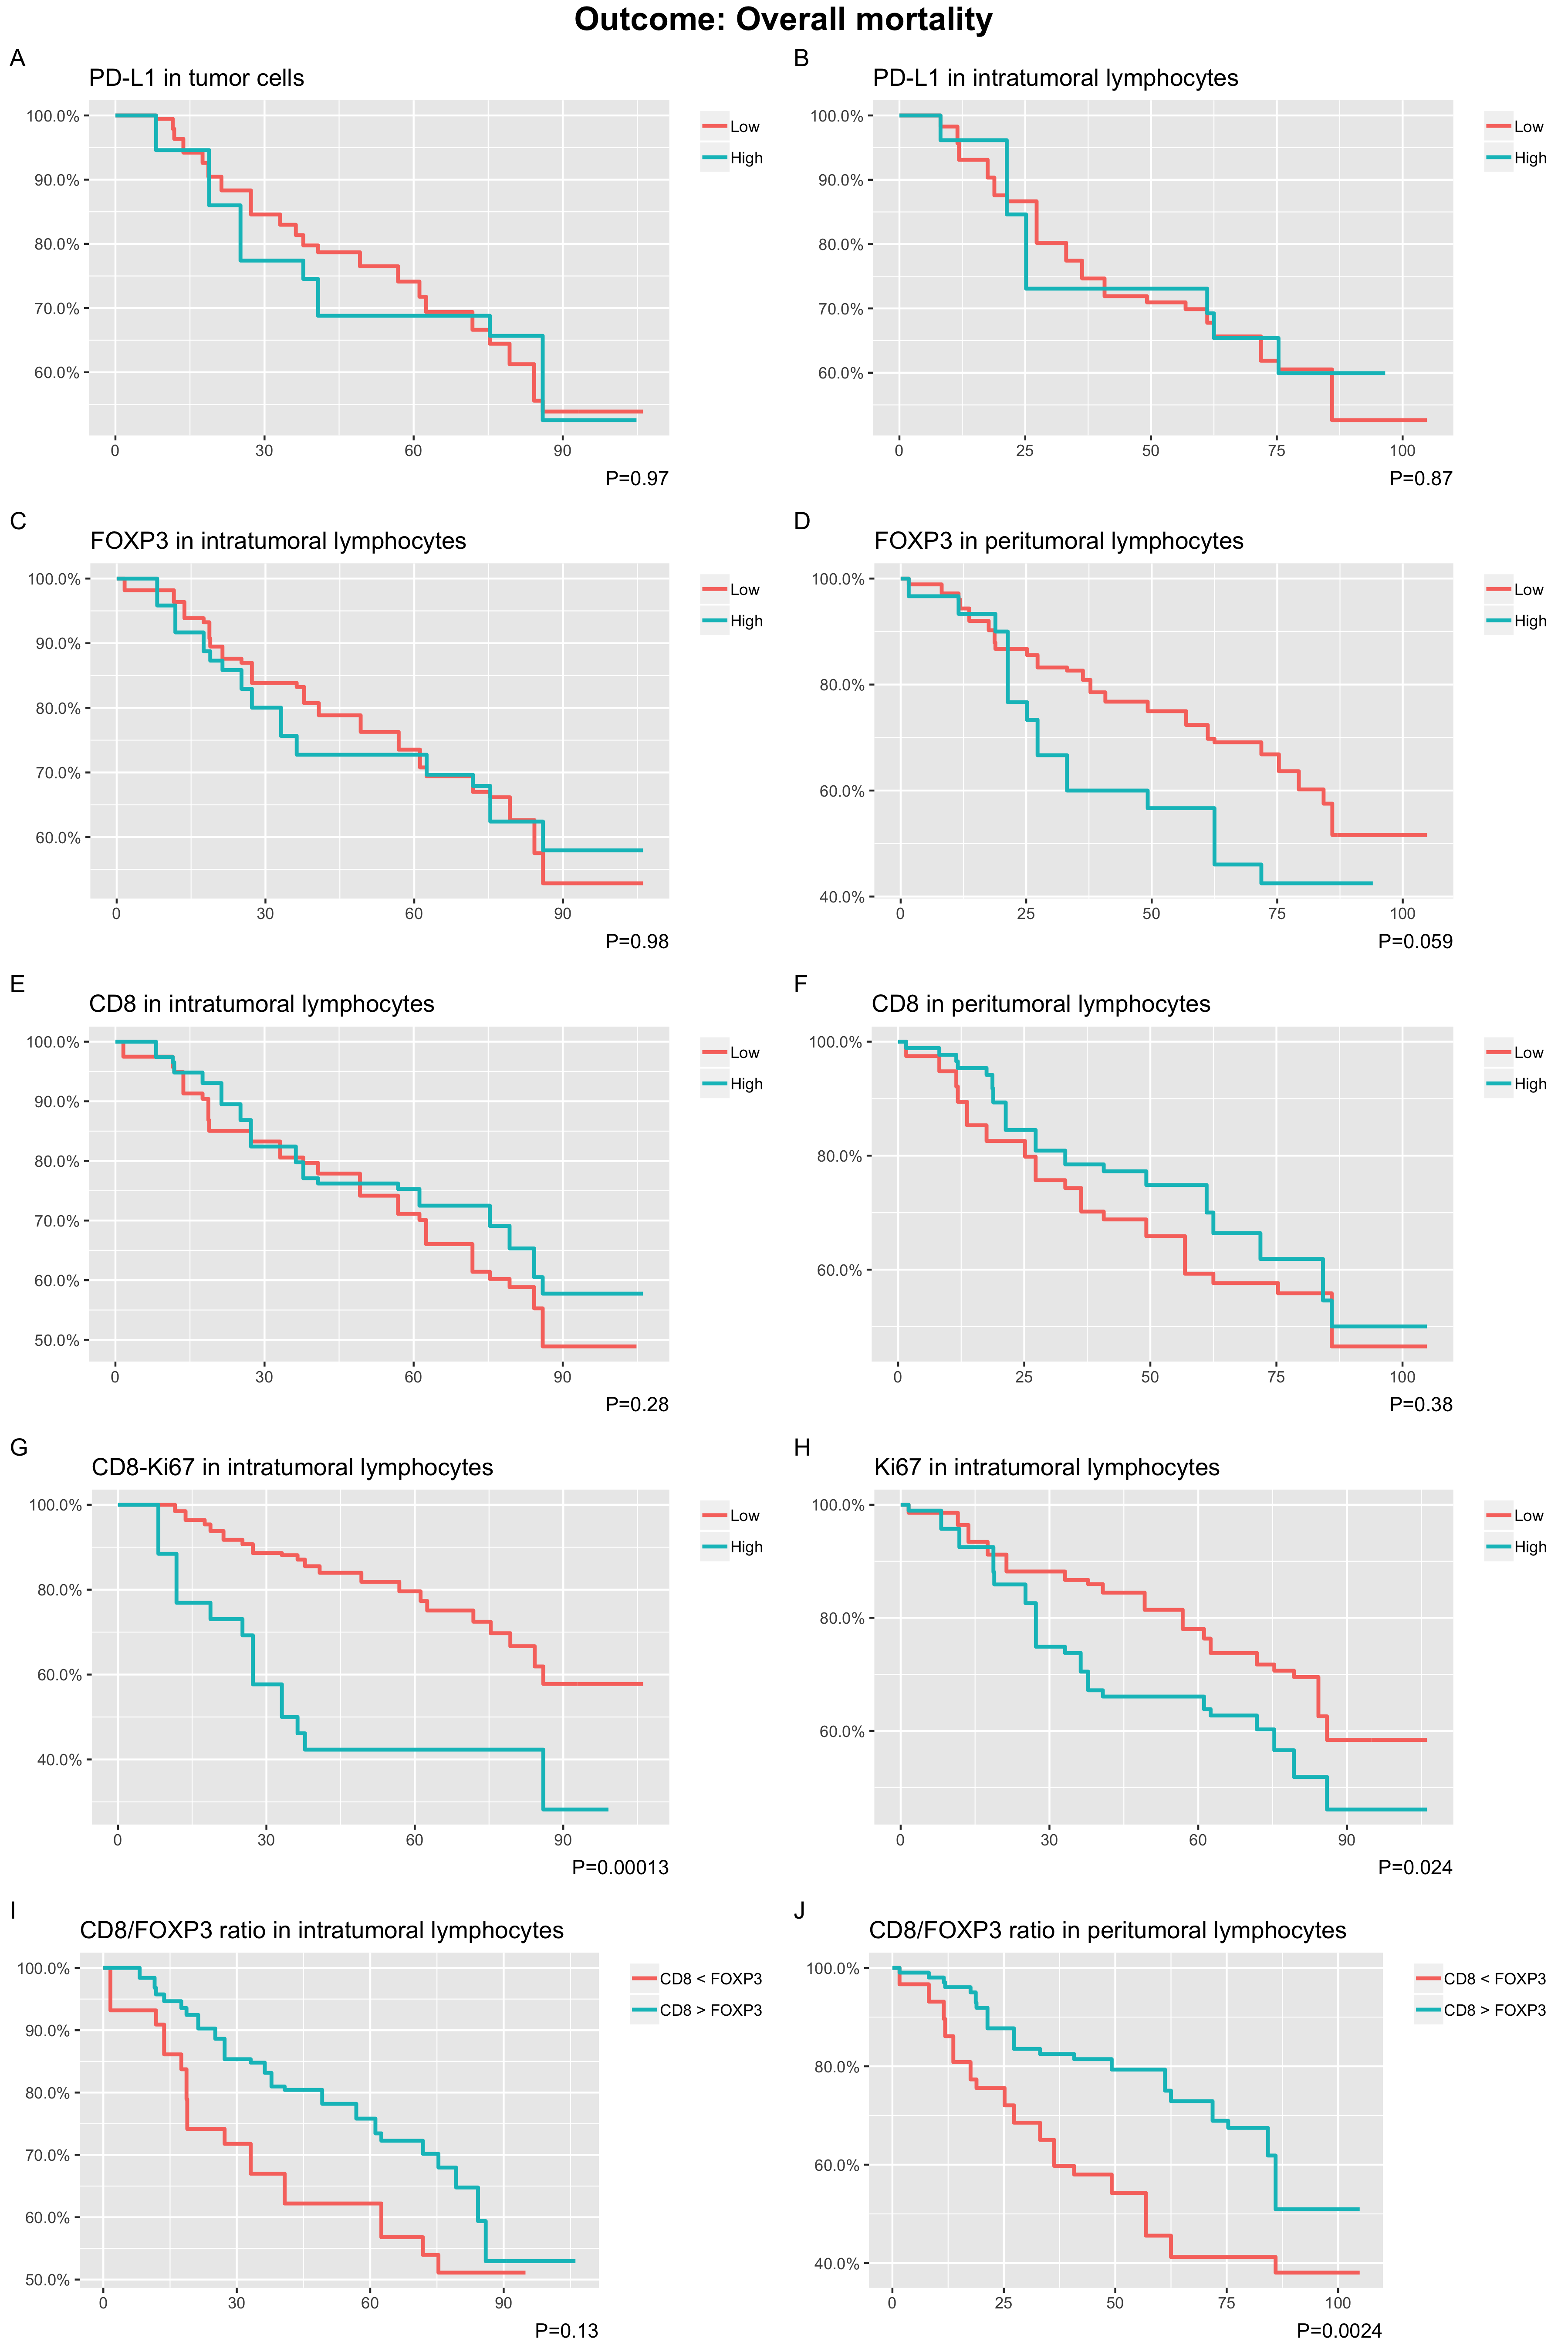 Outcome: Overall mortality
A
PD-L1 in tumor cells
100.0%
90.0%
80.0%
70.0%
60.0%
0 30 60 90
P=0.97
Low
High
B
PD-L1 in intratumoral lymphocytes
100.0%
90.0%
80.0%
70.0%
60.0%
0 25 50 75 100
P=0.87
Low
High
C
FOXP3 in intratumoral lymphocytes
100.0%
90.0%
80.0%
70.0%
60.0%
0 30 60 90
P=0.98
Low
High
D
FOXP3 in peritumoral lymphocytes
100.0%
80.0%
60.0%
40.0%
0 25 50 75 100
P=0.059
Low
High
E
CD8 in intratumoral lymphocytes
100.0%
90.0%
80.0%
70.0%
60.0%
50.0%
0 30 60 90
P=0.28
Low
High
F
CD8 in peritumoral lymphocytes
100.0%
80.0%
60.0%
0 25 50 75 100
P=0.38
Low
High
G
CD8-Ki67 in intratumoral lymphocytes
100.0%
80.0%
60.0%
40.0%
0 30 60 90
P=0.00013
Low
High
H
Ki67 in intratumoral lymphocytes
100.0%
80.0%
60.0%
0 30 60 90
P=0.024
Low
High
I
CD8/FOXP3 ratio in intratumoral lymphocytes
100.0%
90.0%
80.0%
70.0%
60.0%
50.0%
0 30 60 90
P=0.13
CD8 < FOXP3
CD8 > FOXP3
J
CD8/FOXP3 ratio in peritumoral lymphocytes
100.0%
80.0%
60.0%
40.0%
0 25 50 75 100
P=0.0024
CD8 < FOXP3
CD8 > FOXP3